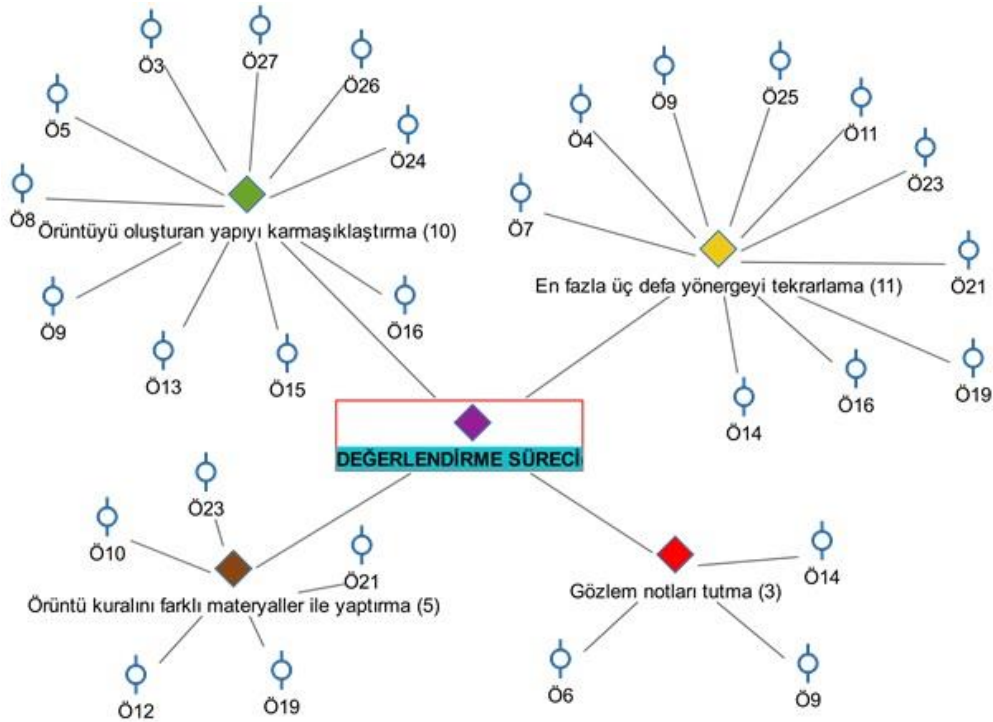 Ö3
Ö27
Ö26
Ö5
Ö24
Ö8
Örüntüyü oluşturan yapıyı karmaşıklaştırma (10)
Ö9
Ö13
Ö15
Ö16
Ö9
Ö25
Ö4
Ö11
Ö23
Ö7
Ö21
En fazla üç defa yönergeyi tekrarlama (11)
Ö19
Ö16
Ö14
DEĞERLENDİRME SÜRECİ
Ö23
Ö10
Ö21
Örüntü kuralını farklı materyaller ile yaptırma (5)
Ö12
Ö19
Ö14
Gözlem notları tutma (3)
Ö6
Ö9